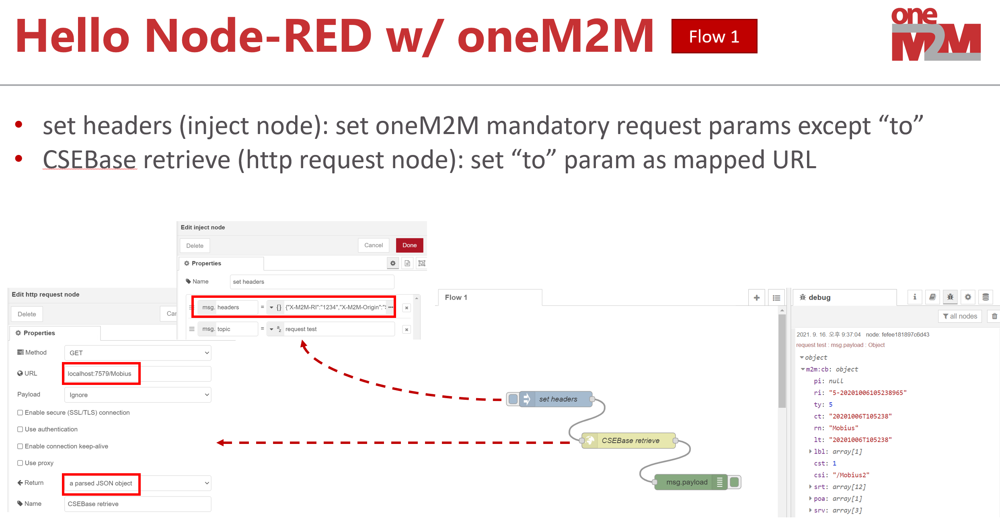 Hello Node-RED w/ oneM2M
Flow 1
one
M2M
• set headers (inject node): set oneM2M mandatory request params except “to”
• CSEBase retrieve (http request node): set “to” param as mapped URL
Edit inject node
Delete
Cancel
Done
Properties
Name
set headers
msg. headers = {} {"X-M2M-RI":"1234","X-M2M-Origin":"S
msg. topic = az request test
Edit http request node
Delete
Car
Properties
Method
GET
URL
localhost:7579/Mobius
Payload
Ignore
Enable secure (SSL/TLS) connection
Use authentication
Enable connection keep-alive
Use proxy
Return
a parsed JSON object
Name
CSEBase retrieve
Flow 1
set headers
CSEBase retrieve
msg.payload
debug
all nodes
2021. 9. 16. 오후 9:37:04 node: fefee181897c6d43
request test : msg.payload : Object
object
m2m:cb: object
pi: null
ri: "5-20201006105238965"
ty: 5
ct: "20201006T105238"
rn: "Mobius"
lt: "20201006T105238"
lbl: array[1]
cst: 1
csi: "/Mobius2"
srt: array[12]
poa: array[1]
srv: array[3]